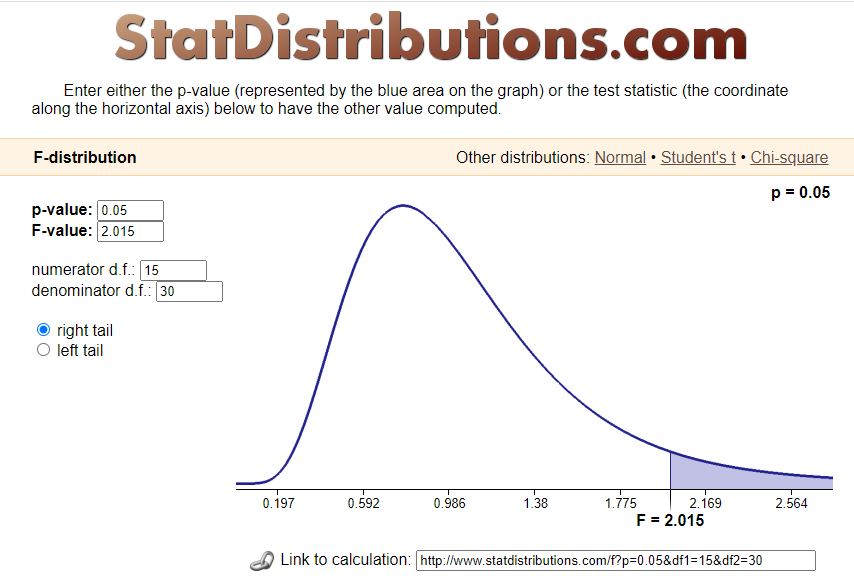 StatDistributions.com
Enter either the p-value (represented by the blue area on the graph) or the test statistic (the coordinate
along the horizontal axis) below to have the other value computed.
F-distribution
Other distributions: Normal • Student's t • Chi-square
p = 0.05
p-value: 0.05
F-value: 2.015
numerator d.f.: 15
denominator d.f.: 30
right tail
left tail
0.197 0.592 0.986 1.38 1.775 2.169 2.564
F = 2.015
Link to calculation: http://www.statdistributions.com/f?p=0.05&df1=15&df2=30